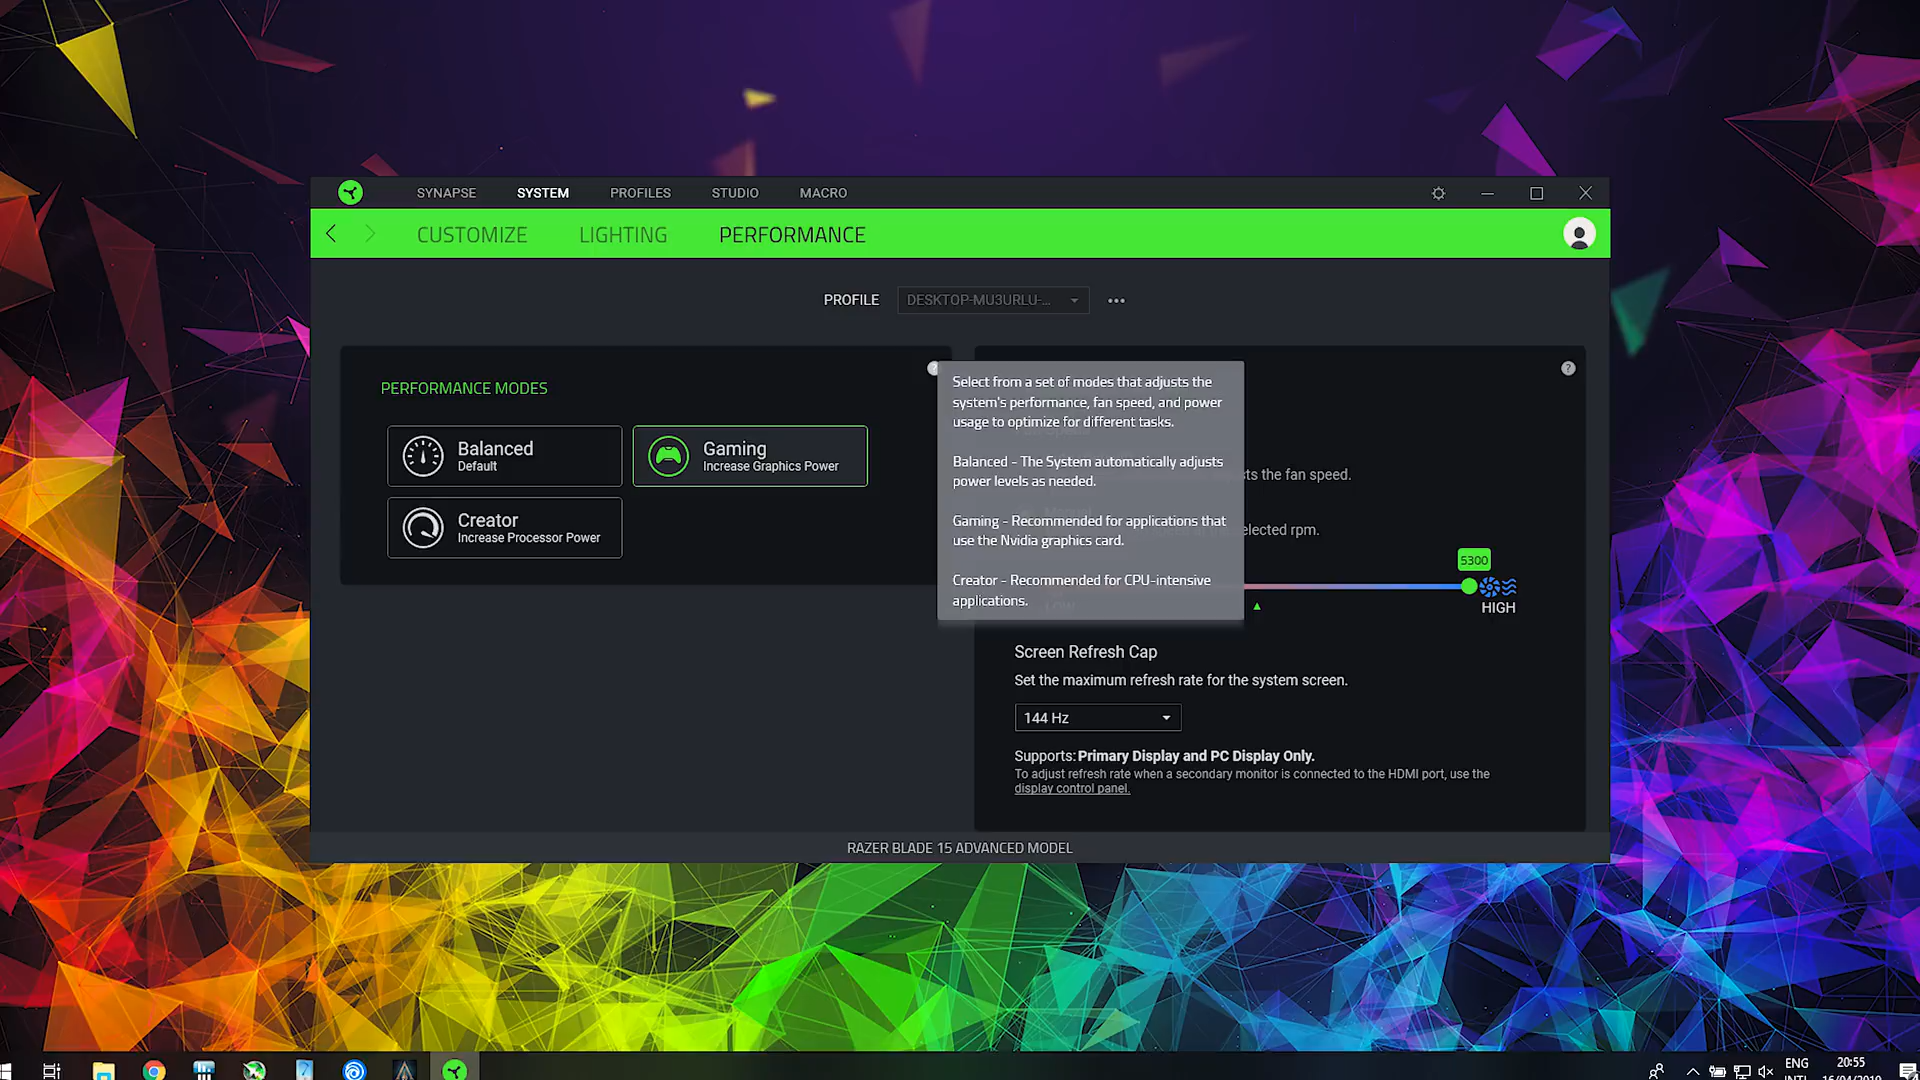 SYNAPSE SYSTEM PROFILES STUDIO MACRO
CUSTOMIZE LIGHTING PERFORMANCE
PROFILE DESKTOP-MU3URLU-...
PERFORMANCE MODES
Balanced
Default
Gaming
Increase Graphics Power
Creator
Increase Processor Power
?
Select from a set of modes that adjusts the
system's performance, fan speed, and power
usage to optimize for different tasks.
Balanced - The System automatically adjusts
power levels as needed.
Gaming - Recommended for applications that
use the Nvidia graphics card.
Creator - Recommended for CPU-intensive
applications.
?
sts the fan speed.
elected rpm.
5300
LOW
HIGH
Screen Refresh Cap
Set the maximum refresh rate for the system screen.
144 Hz
Supports: Primary Display and PC Display Only.
To adjust refresh rate when a secondary monitor is connected to the HDMI port, use the
display control panel.
RAZER BLADE 15 ADVANCED MODEL
ENG
INTL
20:55
16/04/2019